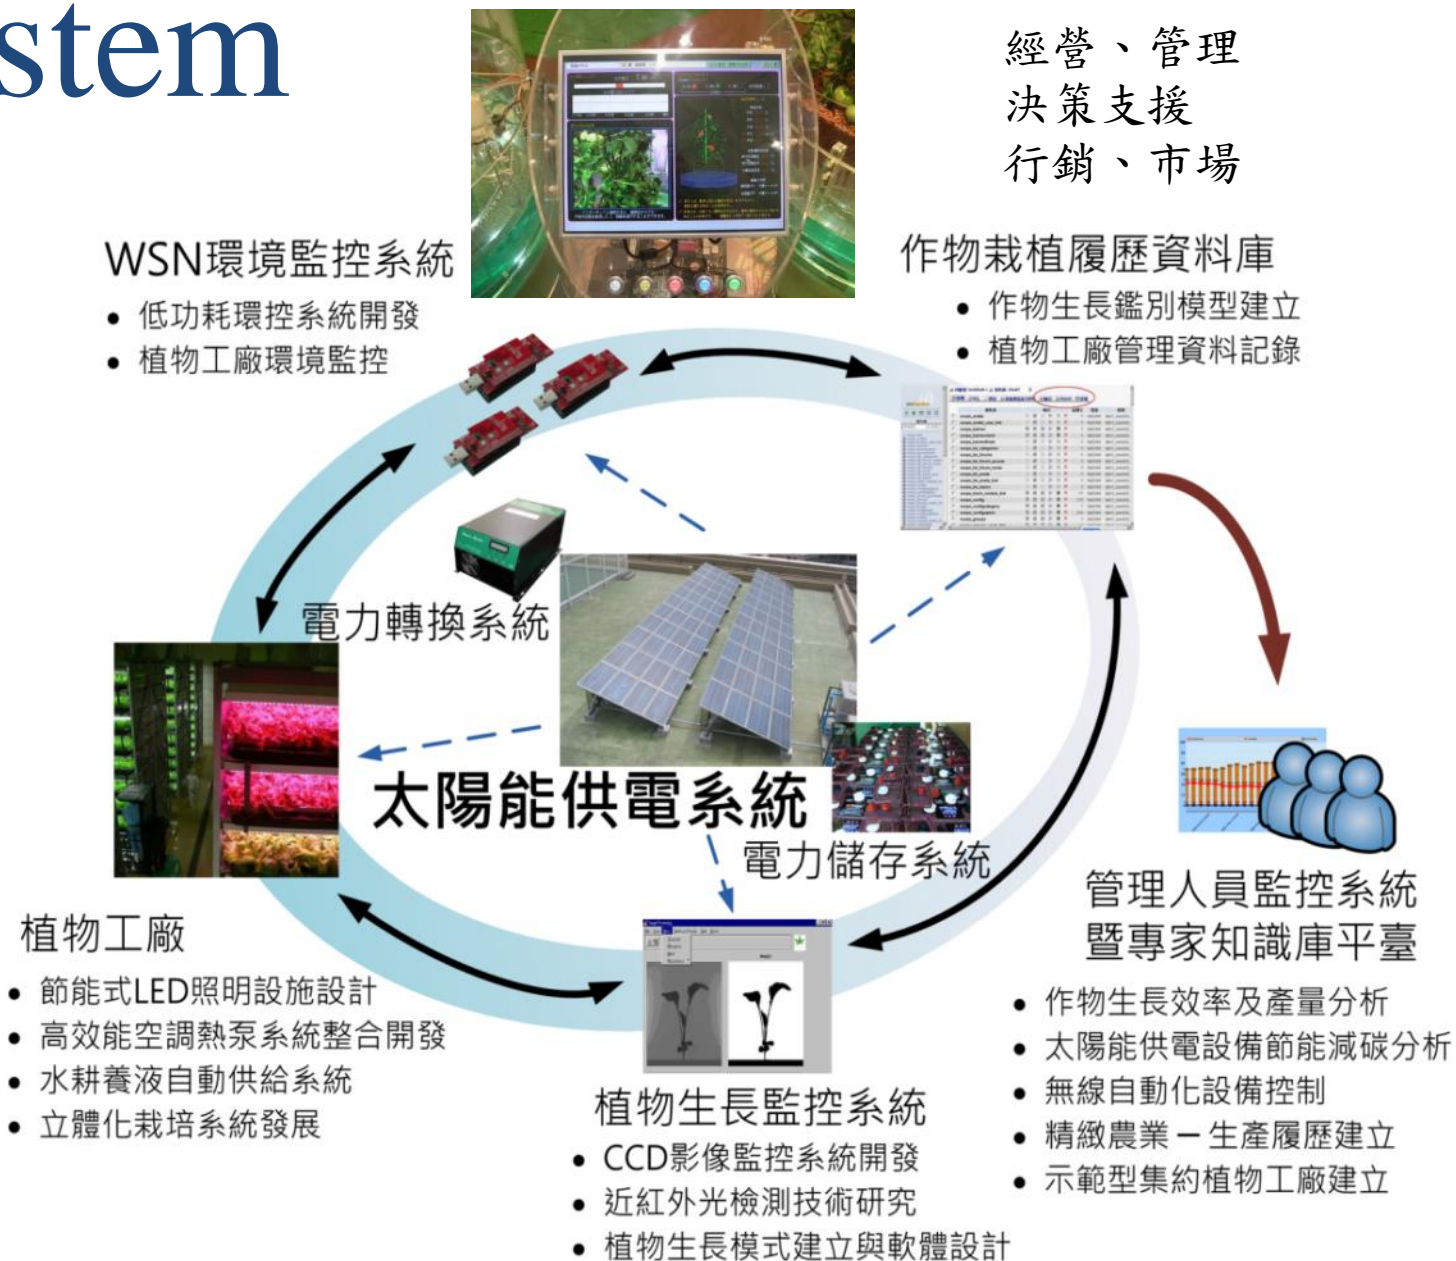 stem
經營、管理
決策支援
行銷、市場
WSN環境監控系統
• 低功耗環控系統開發
• 植物工廠環境監控
作物栽植履歷資料庫
• 作物生長鑑別模型建立
• 植物工廠管理資料記錄
電力轉換系統
太陽能供電系統
電力儲存系統
植物工廠
• 節能式LED照明設施設計
• 高效能空調熱泵系統整合開發
• 水耕養液自動供給系統
• 立體化栽培系統發展
植物生長監控系統
• CCD影像監控系統開發
• 近紅外光檢測技術研究
• 植物生長模式建立與軟體設計
管理人員監控系統
暨專家知識庫平臺
• 作物生長效率及產量分析
• 太陽能供電設備節能減碳分析
• 無線自動化設備控制
• 精緻農業－生產履歷建立
• 示範型集約植物工廠建立